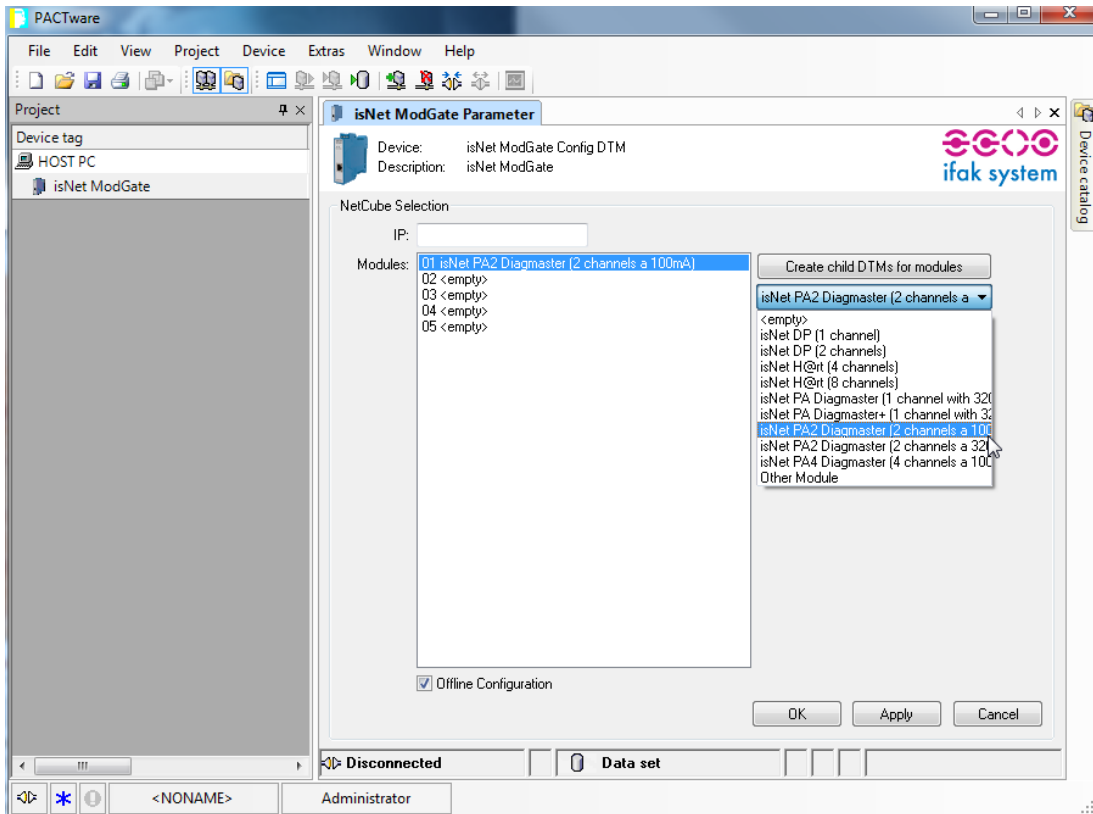 PACTware
File Edit View Project Device Extras Window Help
Project
Device tag
HOST PC
isNet ModGate
isNet ModGate Parameter
Device: isNet ModGate Config DTM
Description: isNet ModGate
ifak system
Device catalog
NetCube Selection
IP:
Modules:
01 isNet PA2 Diagmaster (2 channels a 100mA)
02 <empty>
03 <empty>
04 <empty>
05 <empty>
Create child DTMs for modules
isNet PA2 Diagmaster (2 channels a
<empty>
isNet DP (1 channel)
isNet DP (2 channels)
isNet H@rt (4 channels)
isNet H@rt (8 channels)
isNet PA Diagmaster (1 channel with 320
isNet PA Diagmaster+ (1 channel with 32
isNet PA2 Diagmaster (2 channels a 100
isNet PA2 Diagmaster (2 channels a 320
isNet PA4 Diagmaster (4 channels a 100
Other Module
Offline Configuration
OK Apply Cancel
Disconnected Data set
<NONAME> Administrator